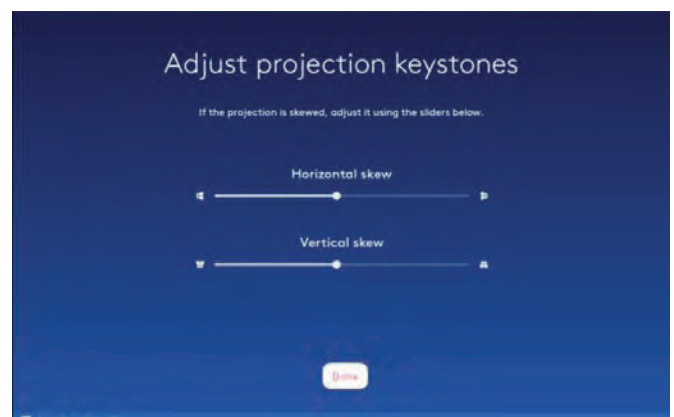 Adjust projection keystones
If the projection is skewed, adjust it using the sliders below.
Horizontal skew
Vertical skew
Done